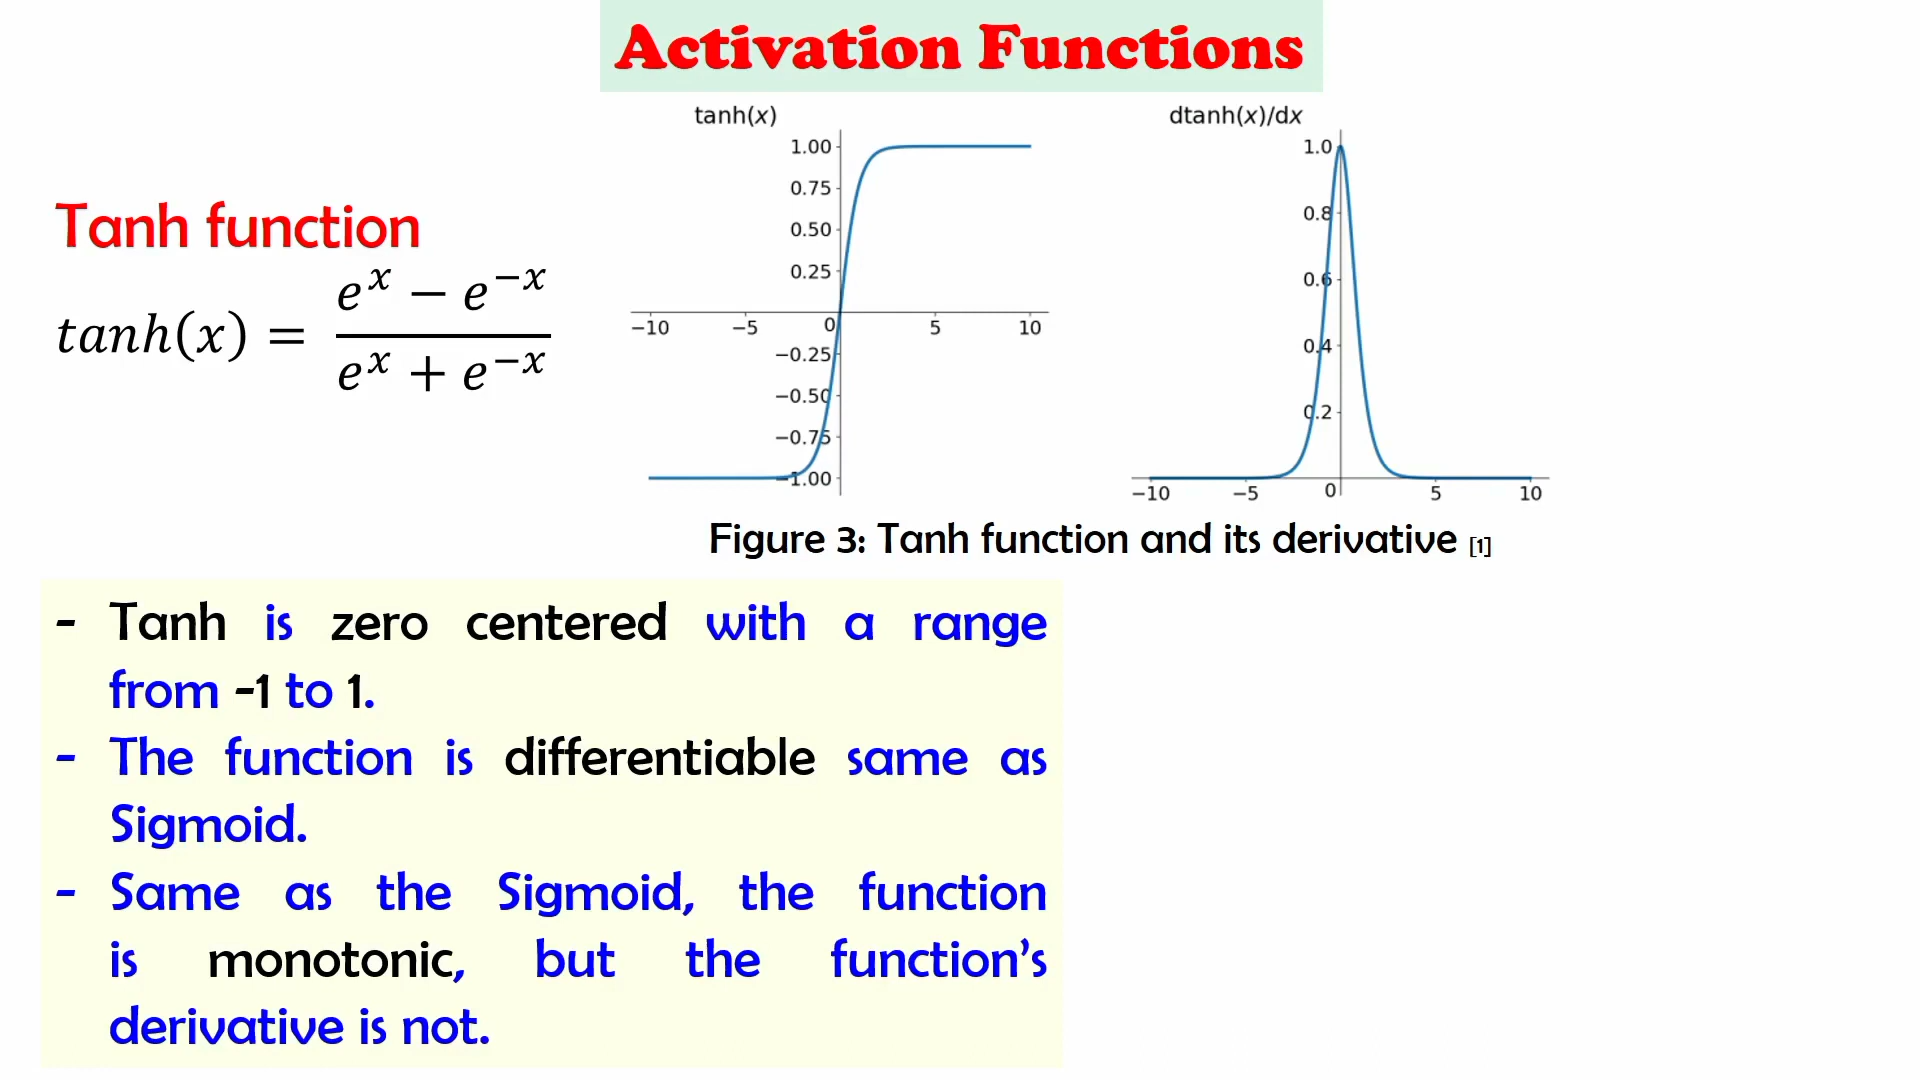 Activation Functions
Tanh function
tanh(x) = (e^x − e^−x) / (e^x + e^−x)
tanh(x)
1.00
0.75
0.50
0.25
−10 −5 0 5 10
−0.25
−0.50
−0.75
−1.00
dtanh(x)/dx
1.0
0.8
0.6
0.4
0.2
−10 −5 0 5 10
Figure 3: Tanh function and its derivative [1]
- Tanh is zero centered with a range
from -1 to 1.
- The function is differentiable same as
Sigmoid.
- Same as the Sigmoid, the function
is monotonic, but the function’s
derivative is not.